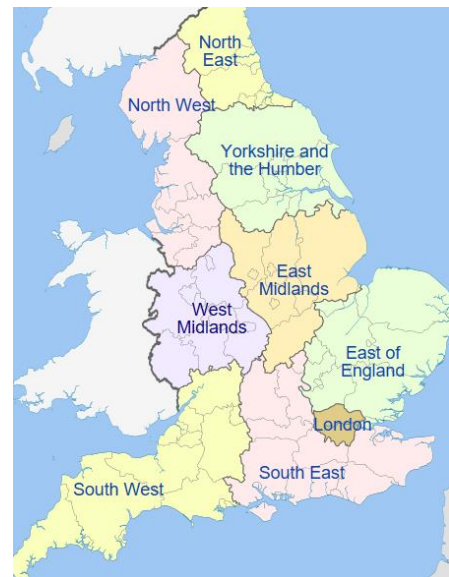 North
East
North West
Yorkshire and
the Humber
East
Midlands
West
Midlands
East of
England
London
South East
South West